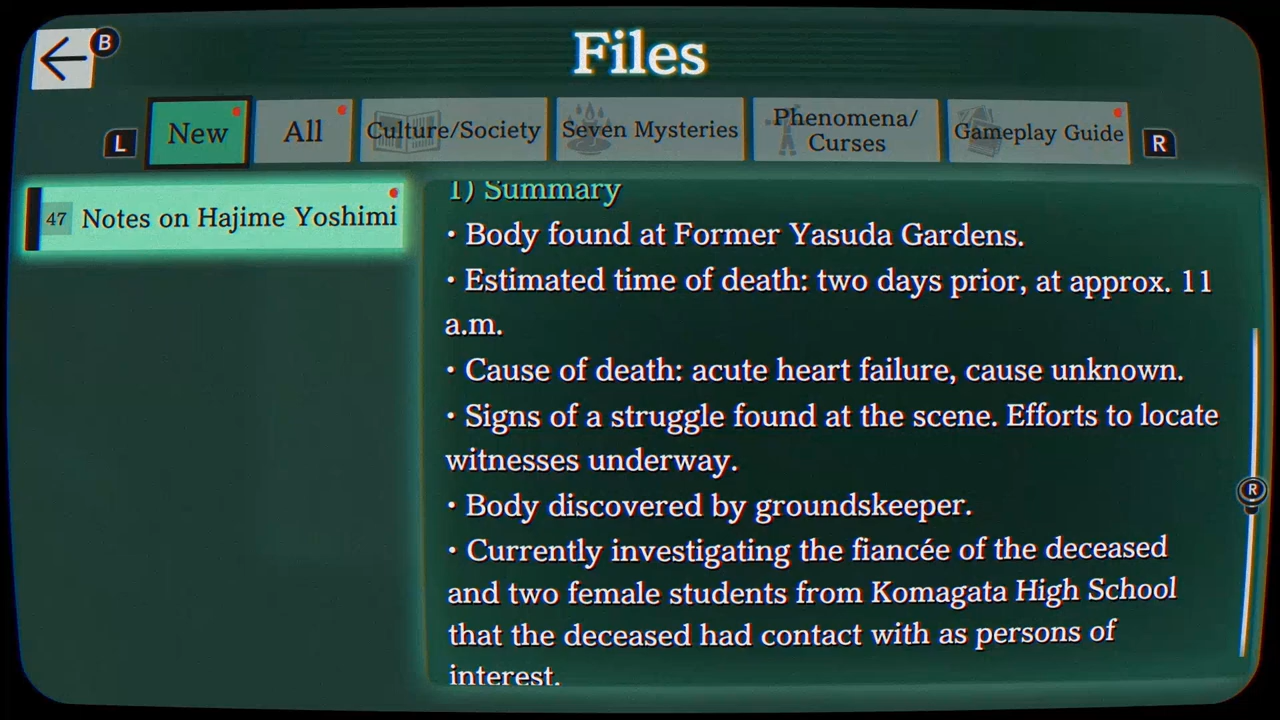 B
Files
L
New
All
Culture/Society
Seven Mysteries
Phenomena/
Curses
Gameplay Guide
R
47 Notes on Hajime Yoshimi
1) Summary
・Body found at Former Yasuda Gardens.
・Estimated time of death: two days prior, at approx. 11
a.m.
・Cause of death: acute heart failure, cause unknown.
・Signs of a struggle found at the scene. Efforts to locate
witnesses underway.
・Body discovered by groundskeeper.
・Currently investigating the fiancée of the deceased
and two female students from Komagata High School
that the deceased had contact with as persons of
interest.
R